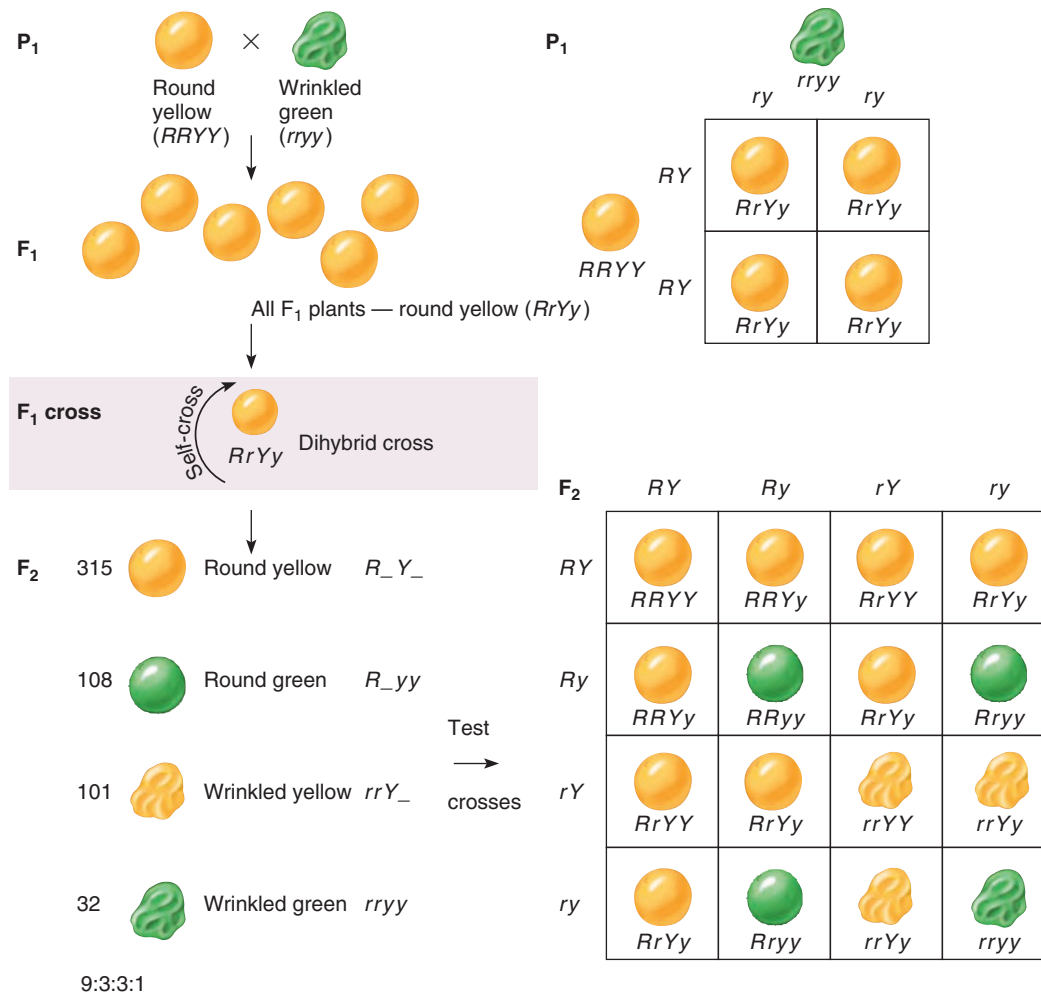 P1
×
Round
yellow
(RRYY)
Wrinkled
green
(rryy)
F1
All F1 plants — round yellow (RrYy)
F1 cross
Self-cross
RrYy
Dihybrid cross
F2
315 Round yellow R_Y_
108 Round green R_yy
101 Wrinkled yellow rrY_
32 Wrinkled green rryy
9:3:3:1
Test
crosses
P1
rryy
ry ry
RRYY
RY
RrYy RrYy
RY
RrYy RrYy
F2 RY Ry rY ry
RY
RRYY RRYy RrYY RrYy
Ry
RRYy RRyy RrYy Rryy
rY
RrYY RrYy rrYY rrYy
ry
RrYy Rryy rrYy rryy